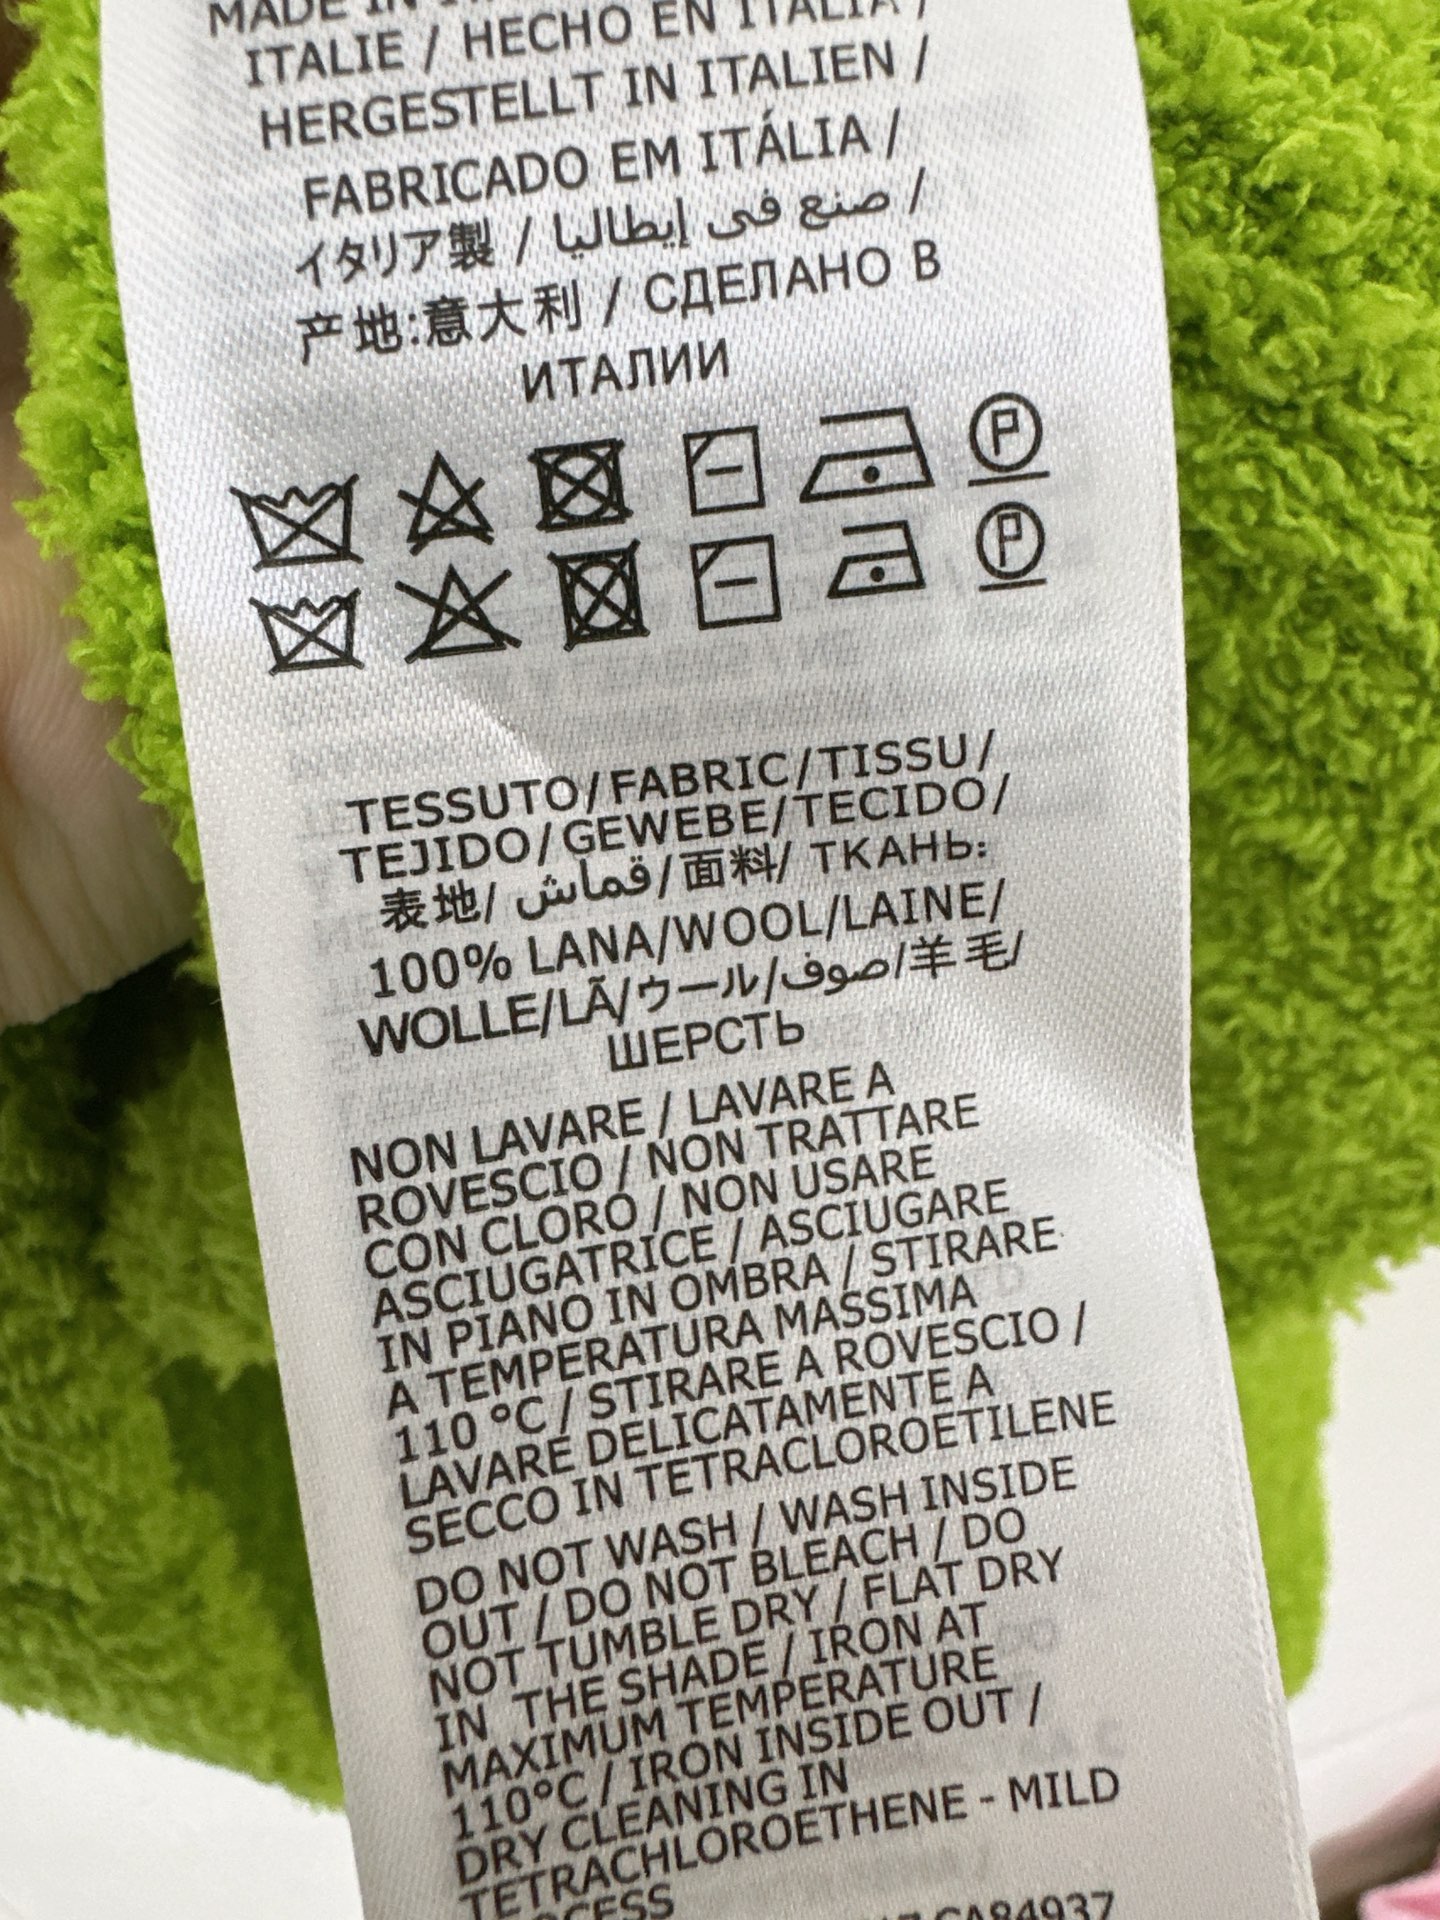 MADE IN
ITALIE / HECHO EN ITALIA /
HERGESTELLT IN ITALIEN /
FABRICADO EM ITÁLIA /
イタリア製 / صنع في إيطاليا /
产地:意大利 / СДЕЛАНО В
ИТАЛИИ
P
P
TESSUTO/FABRIC/TISSU/
TEJIDO/GEWEBE/TECIDO/
表地/ قماش/面料/ ТКАНЬ:
100% LANA/WOOL/LAINE/
WOLLE/LÃ/ウール/صوف/羊毛/
ШЕРСТЬ
NON LAVARE / LAVARE A
ROVESCIO / NON TRATTARE
CON CLORO / NON USARE
ASCIUGATRICE / ASCIUGARE
IN PIANO IN OMBRA / STIRARE
A TEMPERATURA MASSIMA
110 °C / STIRARE A ROVESCIO /
LAVARE DELICATAMENTE A
SECCO IN TETRACLOROETILENE
DO NOT WASH / WASH INSIDE
OUT / DO NOT BLEACH / DO
NOT TUMBLE DRY / FLAT DRY
IN THE SHADE / IRON AT
MAXIMUM TEMPERATURE
110°C / IRON INSIDE OUT /
DRY CLEANING IN
TETRACHLOROETHENE - MILD
CA84937